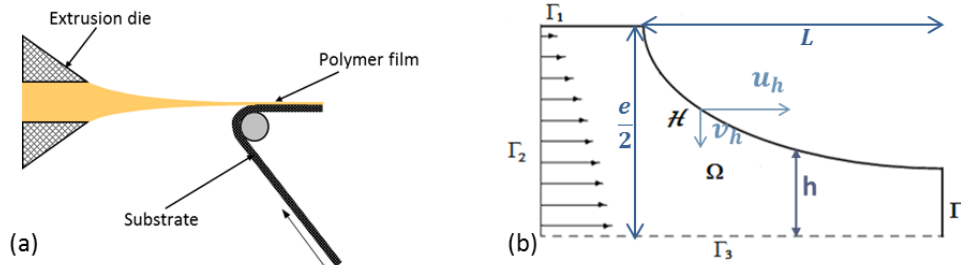 Extrusion die
Polymer film
Substrate
(a)
Γ₁
L
u_h
e
2
ℋ
v_h
Γ₂
Ω
h
Γ
Γ₃
(b)